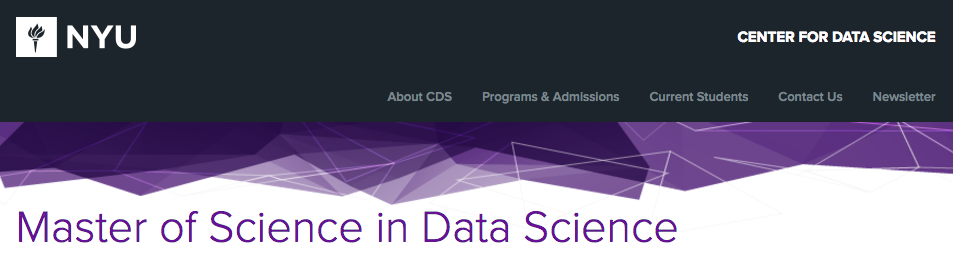 NYU
CENTER FOR DATA SCIENCE
About CDS Programs & Admissions Current Students Contact Us Newsletter
Master of Science in Data Science